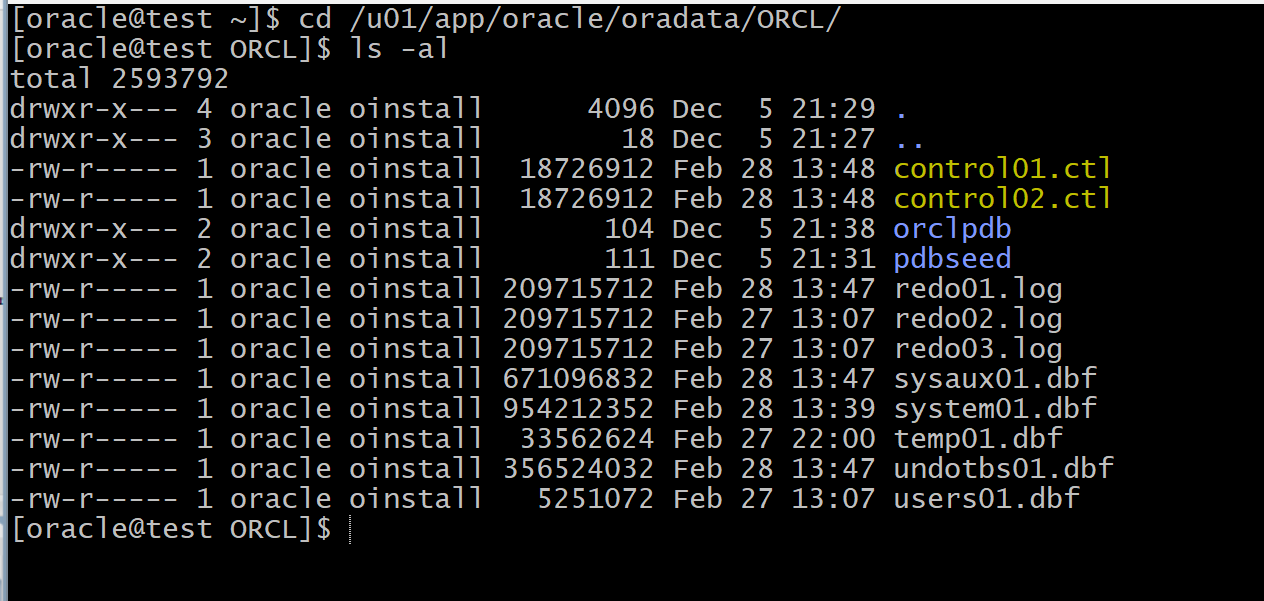 [oracle@test ~]$ cd /u01/app/oracle/oradata/ORCL/
[oracle@test ORCL]$ ls -al
total 2593792
drwxr-x--- 4 oracle oinstall      4096 Dec  5 21:29 .
drwxr-x--- 3 oracle oinstall        18 Dec  5 21:27 ..
-rw-r----- 1 oracle oinstall  18726912 Feb 28 13:48 control01.ctl
-rw-r----- 1 oracle oinstall  18726912 Feb 28 13:48 control02.ctl
drwxr-x--- 2 oracle oinstall       104 Dec  5 21:38 orclpdb
drwxr-x--- 2 oracle oinstall       111 Dec  5 21:31 pdbseed
-rw-r----- 1 oracle oinstall 209715712 Feb 28 13:47 redo01.log
-rw-r----- 1 oracle oinstall 209715712 Feb 27 13:07 redo02.log
-rw-r----- 1 oracle oinstall 209715712 Feb 27 13:07 redo03.log
-rw-r----- 1 oracle oinstall 671096832 Feb 28 13:47 sysaux01.dbf
-rw-r----- 1 oracle oinstall 954212352 Feb 28 13:39 system01.dbf
-rw-r----- 1 oracle oinstall  33562624 Feb 27 22:00 temp01.dbf
-rw-r----- 1 oracle oinstall 356524032 Feb 28 13:47 undotbs01.dbf
-rw-r----- 1 oracle oinstall   5251072 Feb 27 13:07 users01.dbf
[oracle@test ORCL]$